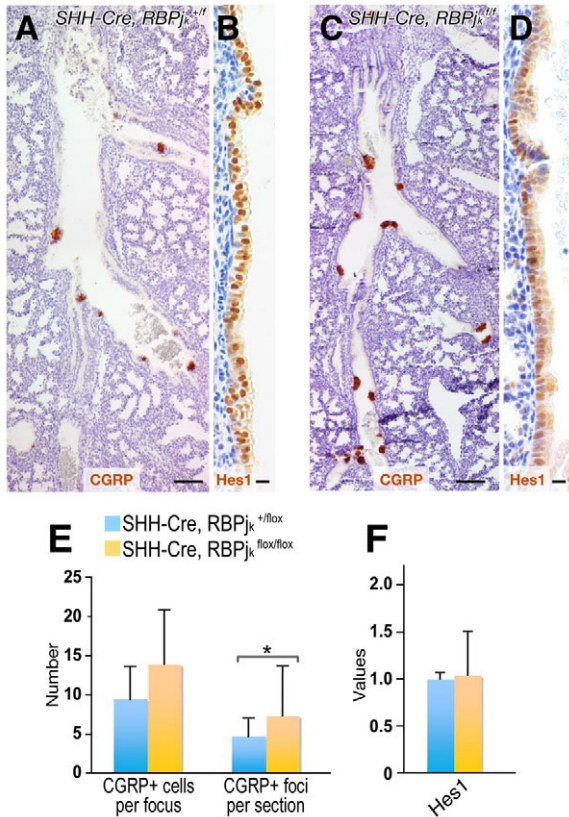 A SHH-Cre, RBPjk+/f B
C SHH-Cre, RBPjkf/f D
CGRP
Hes1
CGRP
Hes1
E
SHH-Cre, RBPjk +/flox
SHH-Cre, RBPjk flox/flox
Number
25
20
15
10
5
0
*
CGRP+ cells
per focus
CGRP+ foci
per section
F
Values
2.0
1.5
1.0
0.5
0
Hes1